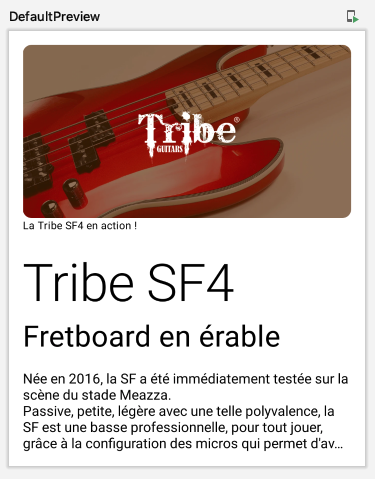 DefaultPreview
Tribe®
GUITARS
La Tribe SF4 en action !
Tribe SF4
Fretboard en érable
Née en 2016, la SF a été immédiatement testée sur la
scène du stade Meazza.
Passive, petite, légère avec une telle polyvalence, la
SF est une basse professionnelle, pour tout jouer,
grâce à la configuration des micros qui permet d'av…